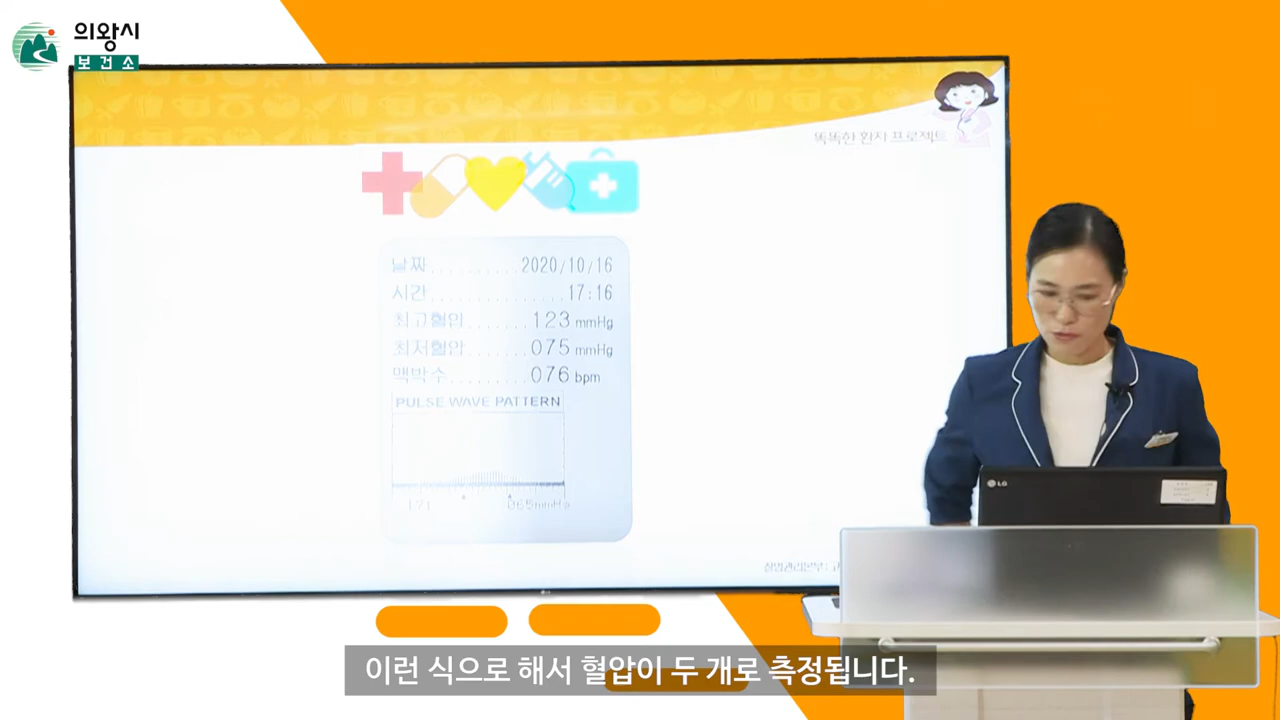 의왕시
보건소
똑똑한 환자 프로젝트
날짜..........2020/10/16
시간................17:16
최고혈압.......123 mmHg
최저혈압.......075 mmHg
맥박수.........076 bpm
PULSE WAVE PATTERN
171 065mmHg
LG
이런 식으로 해서 혈압이 두 개로 측정됩니다.